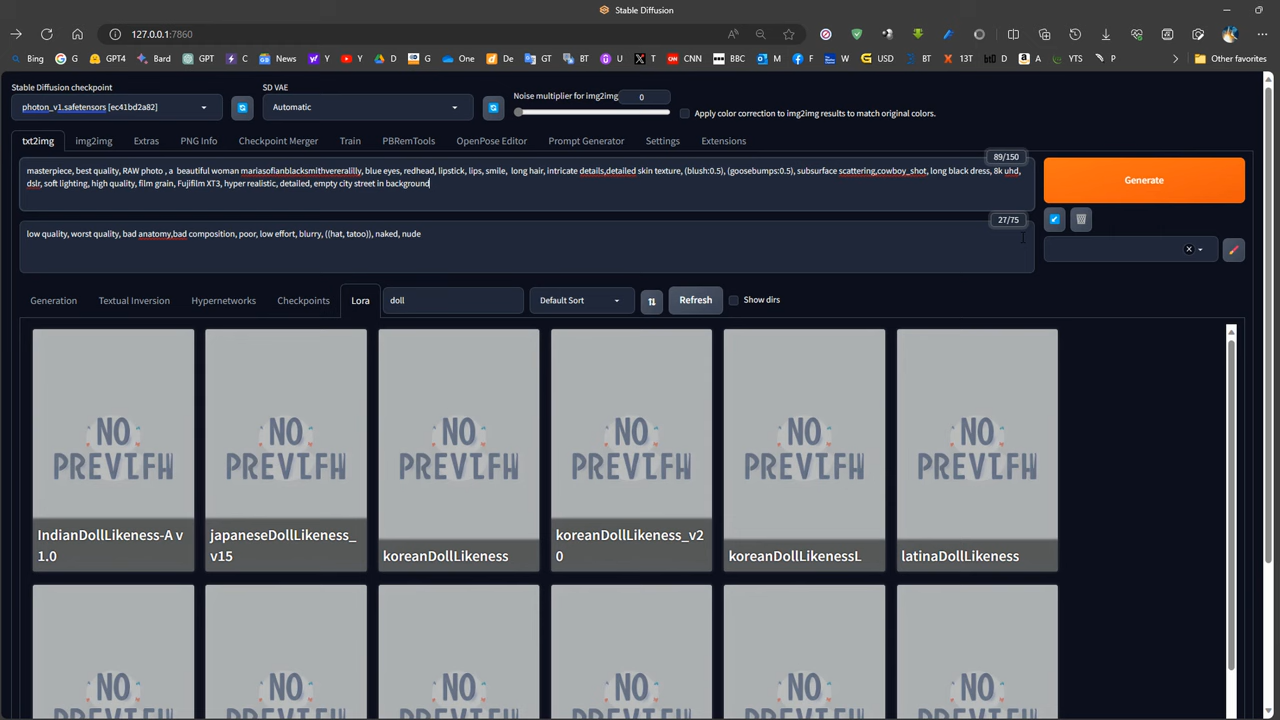 Stable Diffusion
127.0.0.1:7860
Bing G GPT4 Bard GPT C News Y Y D O De GT BT U T CNN BBC U W USD BT 13T D A YTS P Other favorites
Stable Diffusion checkpoint
photon_v1.safetensors [ec41bd2a82]
SD VAE
Automatic
Noise multiplier for img2img
0
Apply color correction to img2img results to match original colors.
txt2img img2img Extras PNG Info Checkpoint Merger Train PBRemTools OpenPose Editor Prompt Generator Settings Extensions
89/150
masterpiece, best quality, RAW photo , a beautiful woman mariasofianblacksmithvereralilly, blue eyes, redhead, lipstick, lips, smile, long hair, intricate details,detailed skin texture, (blush:0.5), (goosebumps:0.5), subsurface scattering,cowboy_shot, long black dress, 8k uhd,
dslr, soft lighting, high quality, film grain, Fujifilm XT3, hyper realistic, detailed, empty city street in background
Generate
27/75
low quality, worst quality, bad anatomy,bad composition, poor, low effort, blurry, ((hat, tatoo)), naked, nude
Generation Textual Inversion Hypernetworks Checkpoints Lora doll Default Sort Refresh Show dirs
NO NO NO NO NO NO
IndianDollLikeness-A v
1.0
japaneseDollLikeness_
v15
koreanDollLikeness
koreanDollLikeness_v2
0
koreanDollLikenessL
latinaDollLikeness
NO NO NO NO NO NO